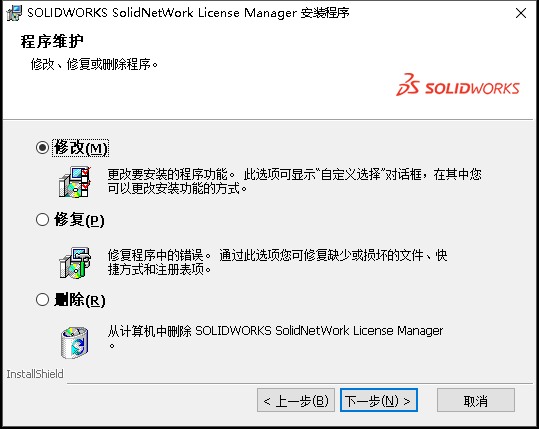 SOLIDWORKS SolidNetWork License Manager 安装程序
程序维护
修改、修复或删除程序。
SOLIDWORKS
修改(M)
更改要安装的程序功能。 此选项可显示“自定义选择”对话框，在其中您
可以更改安装功能的方式。
修复(P)
修复程序中的错误。 通过此选项您可修复缺少或损坏的文件、快
捷方式和注册表项。
删除(R)
从计算机中删除 SOLIDWORKS SolidNetWork License Manager
。
InstallShield
< 上一步(B)
下一步(N) >
取消